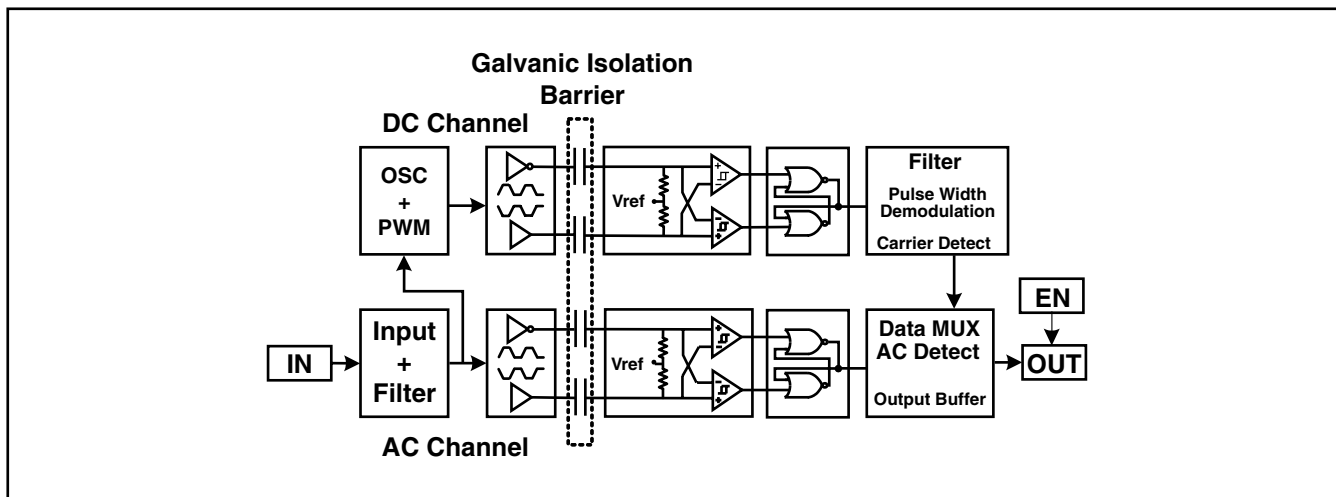 Galvanic Isolation
Barrier
DC Channel
OSC
+
PWM
Vref
+
−
−
+
Filter
Pulse Width
Demodulation
Carrier Detect
IN
Input
+
Filter
Vref
+
−
−
+
Data MUX
AC Detect
Output Buffer
EN
OUT
AC Channel